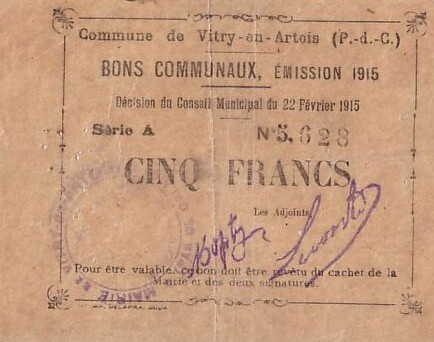 Commune de Vitry-en-Artois (P.-d.-C.)
BONS COMMUNAUX, ÉMISSION 1915
Décision du Conseil Municipal du 22 Février 1915
Série A N° 5,628
CINQ FRANCS
Les Adjoints,
Pour être valable, ce bon doit être revêtu du cachet de la
Mairie et des deux signatures.
MAIRIE DE